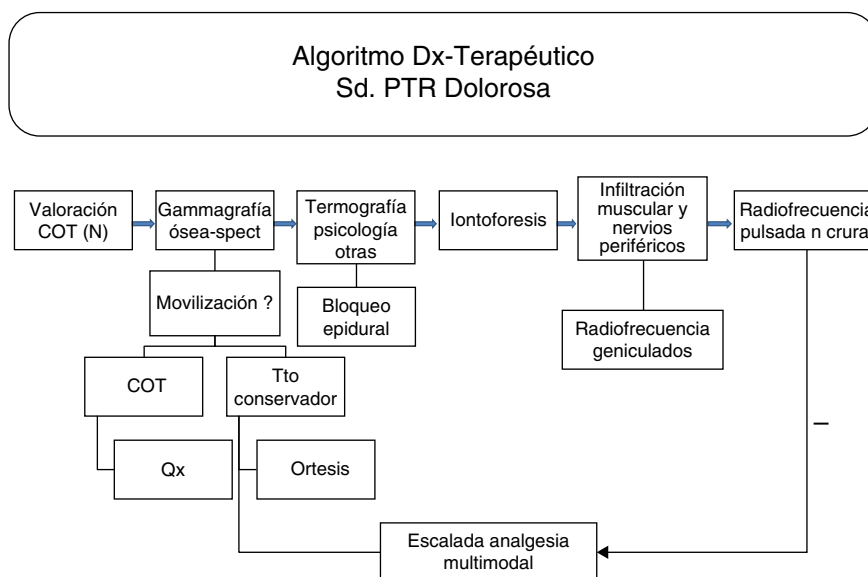 Algoritmo Dx-Terapéutico
Sd. PTR Dolorosa
Valoración
COT (N)
Gammagrafía
ósea-spect
Termografía
psicología
otras
Iontoforesis
Infiltración
muscular y
nervios
periféricos
Radiofrecuencia
pulsada n crural
Movilización ?
Bloqueo
epidural
Radiofrecuencia
geniculados
COT
Tto
conservador
Qx
Ortesis
–
Escalada analgesia
multimodal